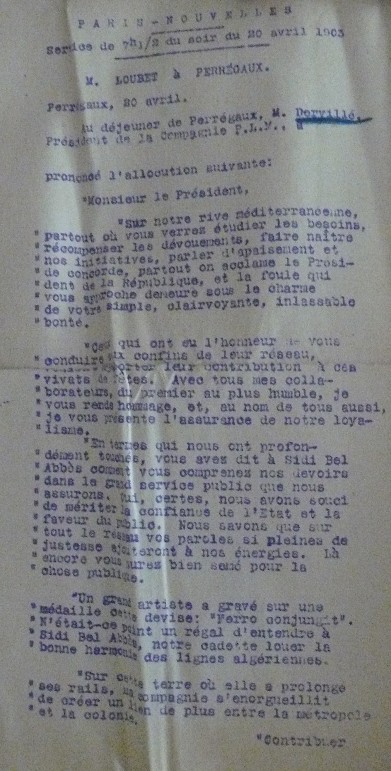 PARIS-NOUVELLES
Service de 7h1/2 du soir du 20 avril 1903
M. LOUBET à PERRÉGAUX.
Perrégaux, 20 avril.
Au déjeuner de Perrégaux, M. Dervillé,
Président de la Compagnie P.L.M., a
prononcé l'allocution suivante:
"Monsieur le Président,
"Sur notre rive méditerranéenne,
"partout où vous verez étudier les besoins,
"récompenser les dévouements, faire naître
"nos initiatives, parler d'apaisement et
"de concorde, partout on acclame le Prési-
"dent de la République, et la foule qui
"vous approche demeure sous le charme
"de votre simple, clairvoyante, inlassable
"bonté.
"Ceux qui ont eu l'honneur de vous
"conduire aux confins de leur réseau,
apporter leur contribution à ces
"vivats de fêtes. Avec tous mes colla-
"borateurs, du premier au plus humble, je
"vous rends hommage, et, au nom de tous aussi,
"je vous présente l'assurance de notre loya-
"lisme.
"En termes qui nous ont profon-
"dément touchés, vous avez dit à Sidi Bel
"Abbès comment vous comprenez nos devoirs
"dans le grand service public que nous
"assurons. Oui, certes, nous avons souci
"de mériter la confiance de l'Etat et la
"faveur du public. Nous savons que sur
"tout le réseau vos paroles si pleines de
"justesse ajouteront à nos énergies. Là
"encore vous aurez bien semé pour la
"chose publique.
"Un grand artiste a gravé sur une
"médaille cette devise: "Ferro conjungit".
"N'était-ce point un régal d'entendre à
"Sidi Bel Abbès, notre cadette louer la
"bonne harmonie des lignes algériennes.
"Sur cette terre où elle a prolongé
"ses rails, ma compagnie s'enorgueillit
"de créer un lien de plus entre la métropole
"et la colonie.
"Contribuer